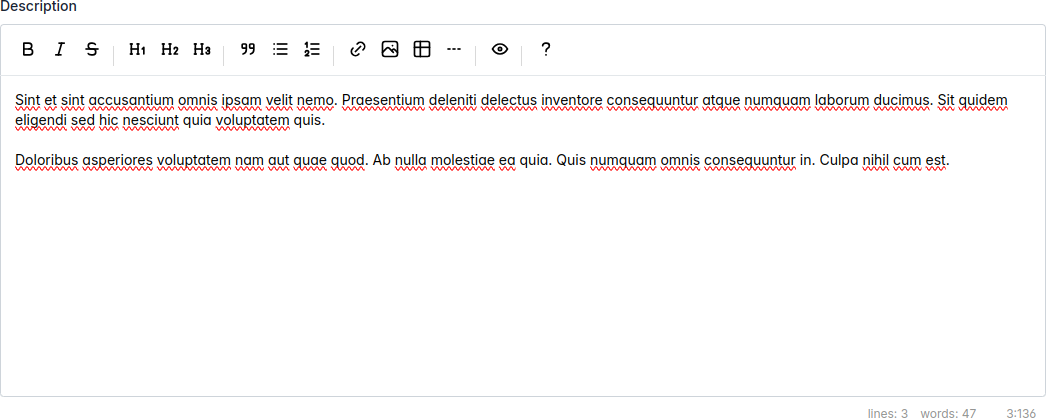 Description
B I S H1 H2 H3 ?
Sint et sint accusantium omnis ipsam velit nemo. Praesentium deleniti delectus inventore consequuntur atque numquam laborum ducimus. Sit quidem
eligendi sed hic nesciunt quia voluptatem quis.
Doloribus asperiores voluptatem nam aut quae quod. Ab nulla molestiae ea quia. Quis numquam omnis consequuntur in. Culpa nihil cum est.
lines: 3 words: 47 3:136